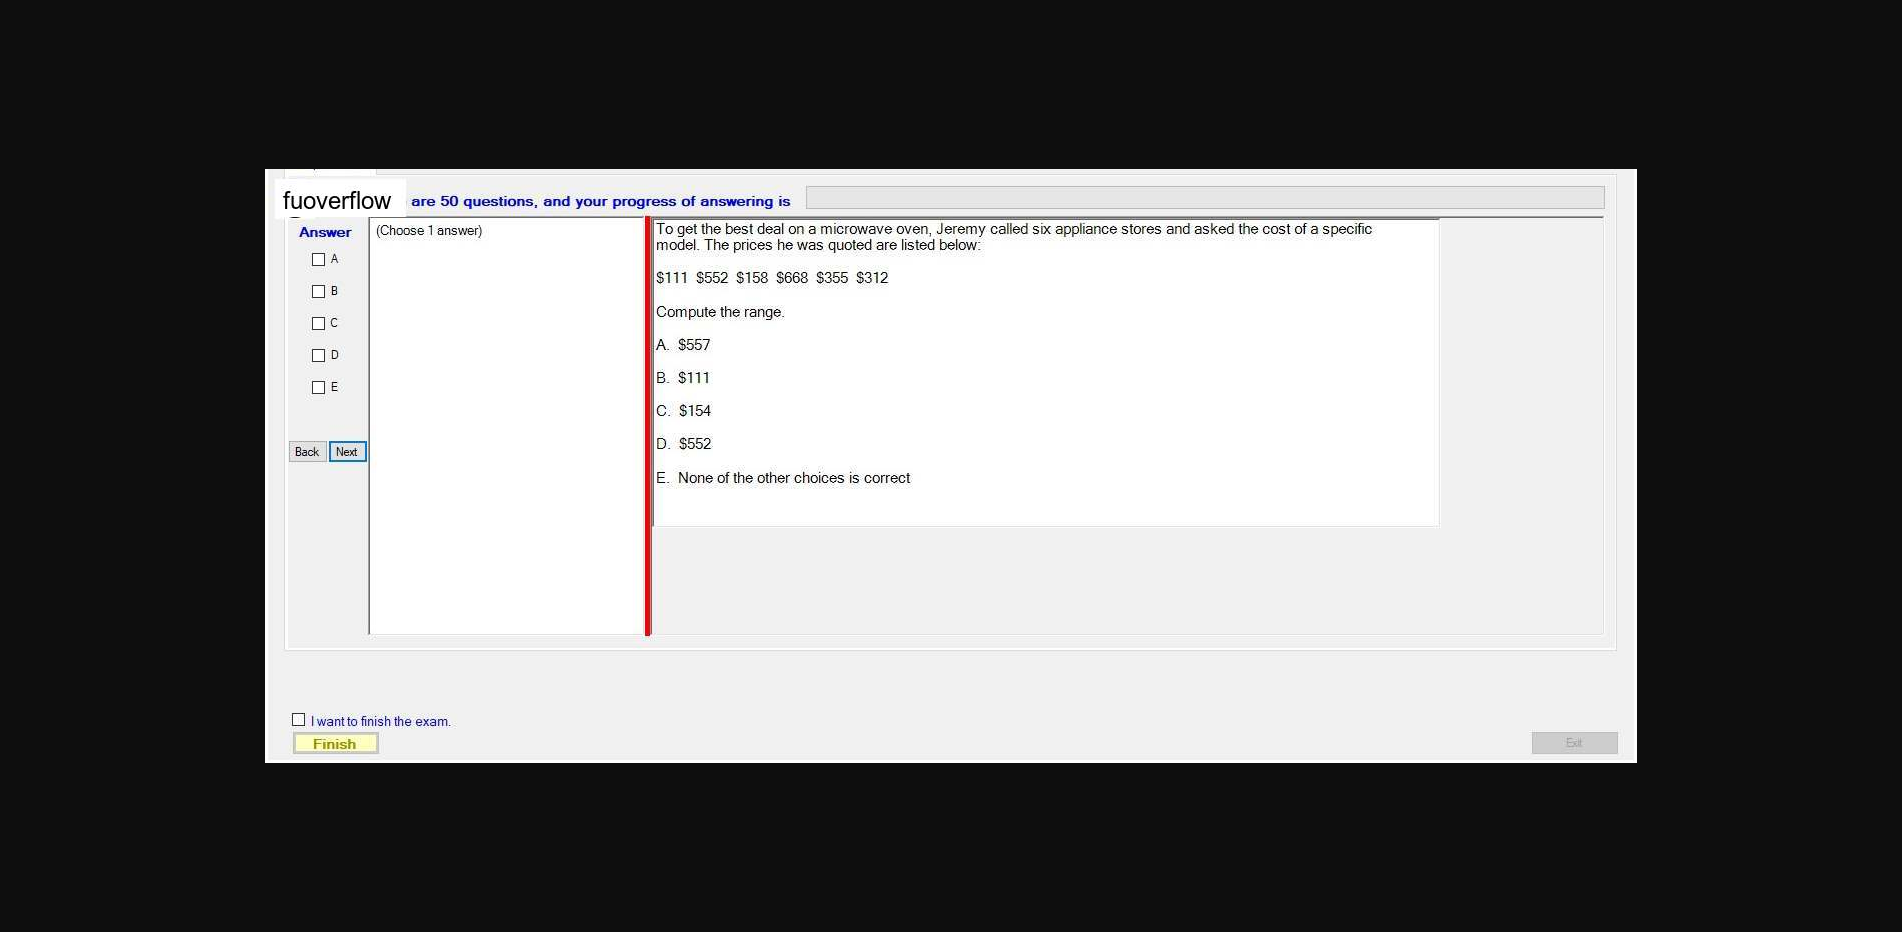 fuoverflow are 50 questions, and your progress of answering is
Answer
(Choose 1 answer)
A
B
C
D
E
Back Next
To get the best deal on a microwave oven, Jeremy called six appliance stores and asked the cost of a specific
model. The prices he was quoted are listed below:
$111 $552 $158 $668 $355 $312
Compute the range.
A. $557
B. $111
C. $154
D. $552
E. None of the other choices is correct
I want to finish the exam.
Finish
Exit